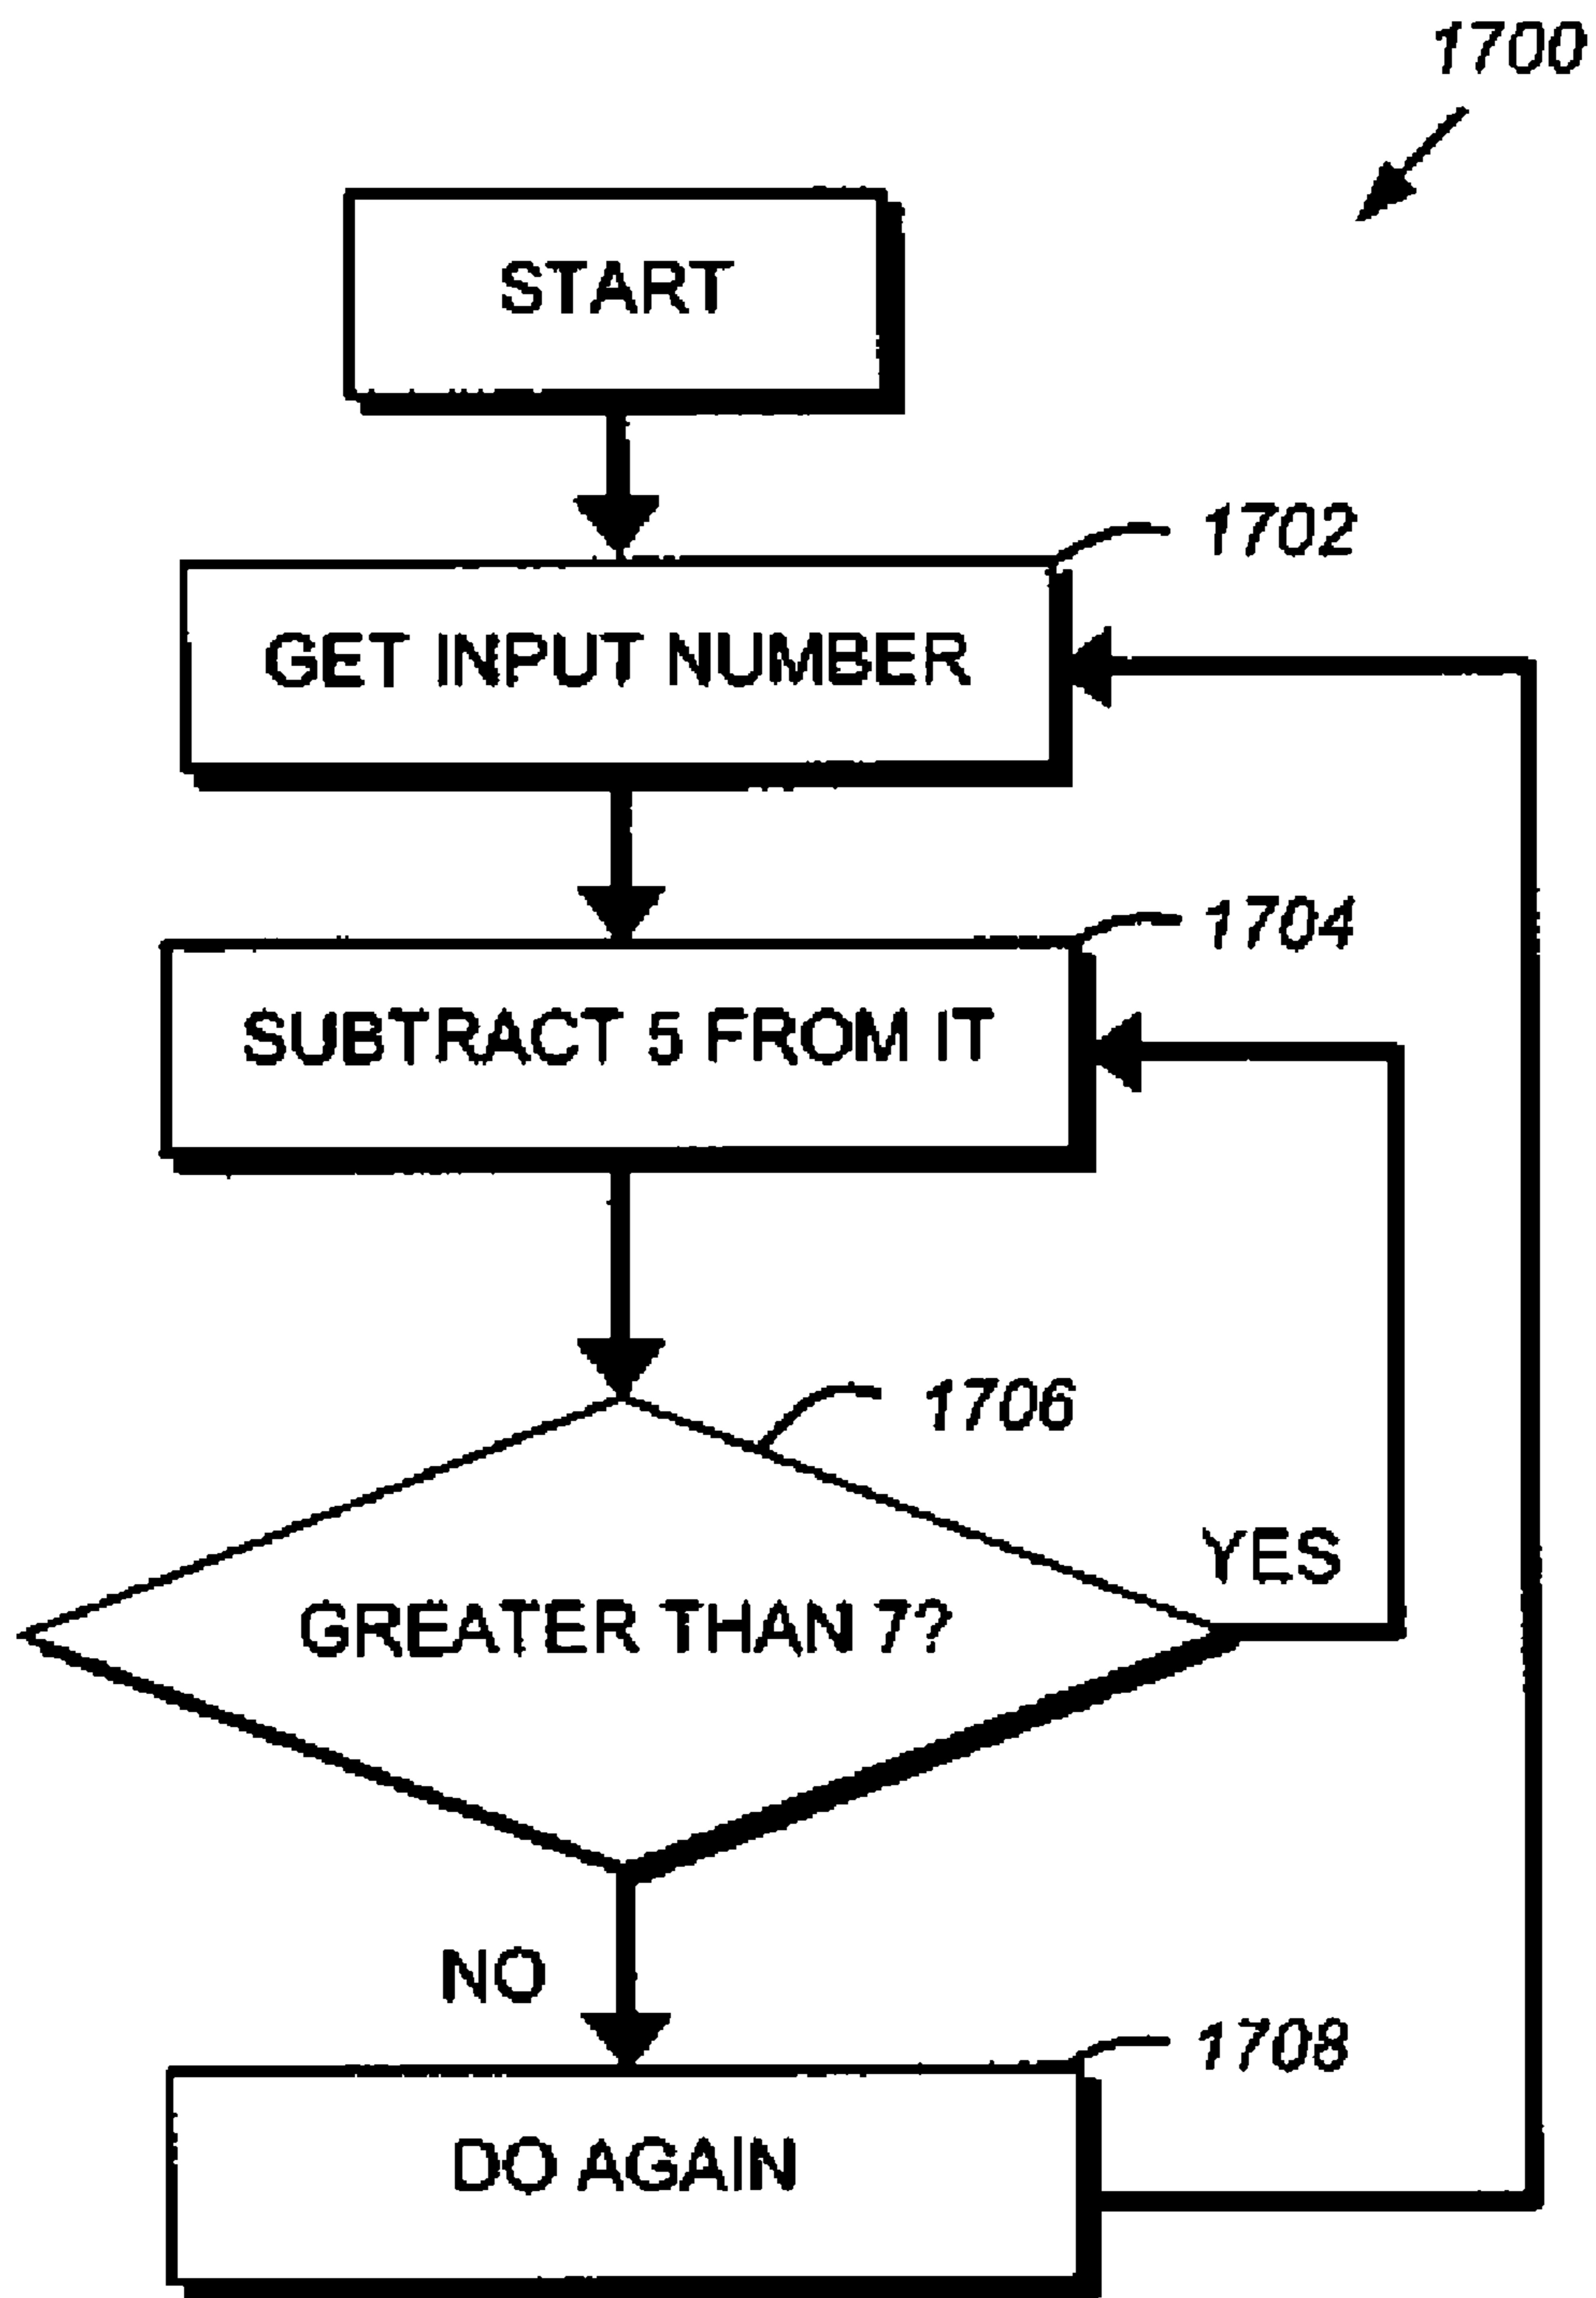 1700
START
1702
GET INPUT NUMBER
1704
SUBTRACT 5 FROM IT
1706
YES
GREATER THAN 7?
NO
1708
DO AGAIN